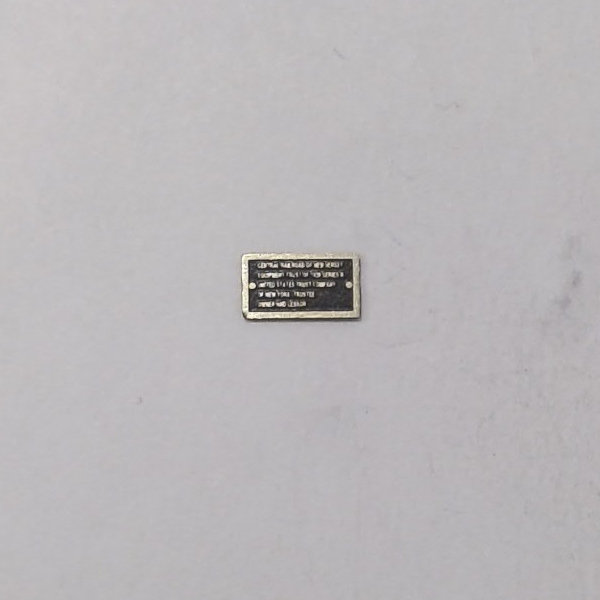 CENTRAL RAILROAD OF NEW JERSEY
EQUIPMENT TRUST OF SERIES
UNITED STATES TRUST COMPANY
OF NEW YORK TRUSTEE
OWNER AND LESSOR